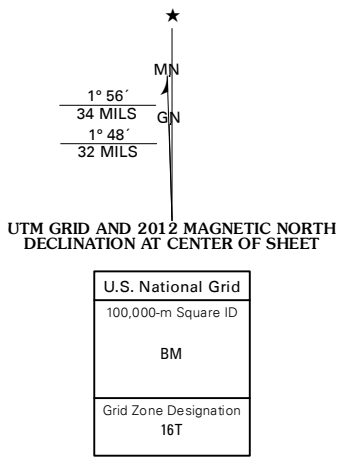 ★
MN
1° 56´
34 MILS
GN
1° 48´
32 MILS
UTM GRID AND 2012 MAGNETIC NORTH
DECLINATION AT CENTER OF SHEET
U.S. National Grid
100,000-m Square ID
BM
Grid Zone Designation
16T